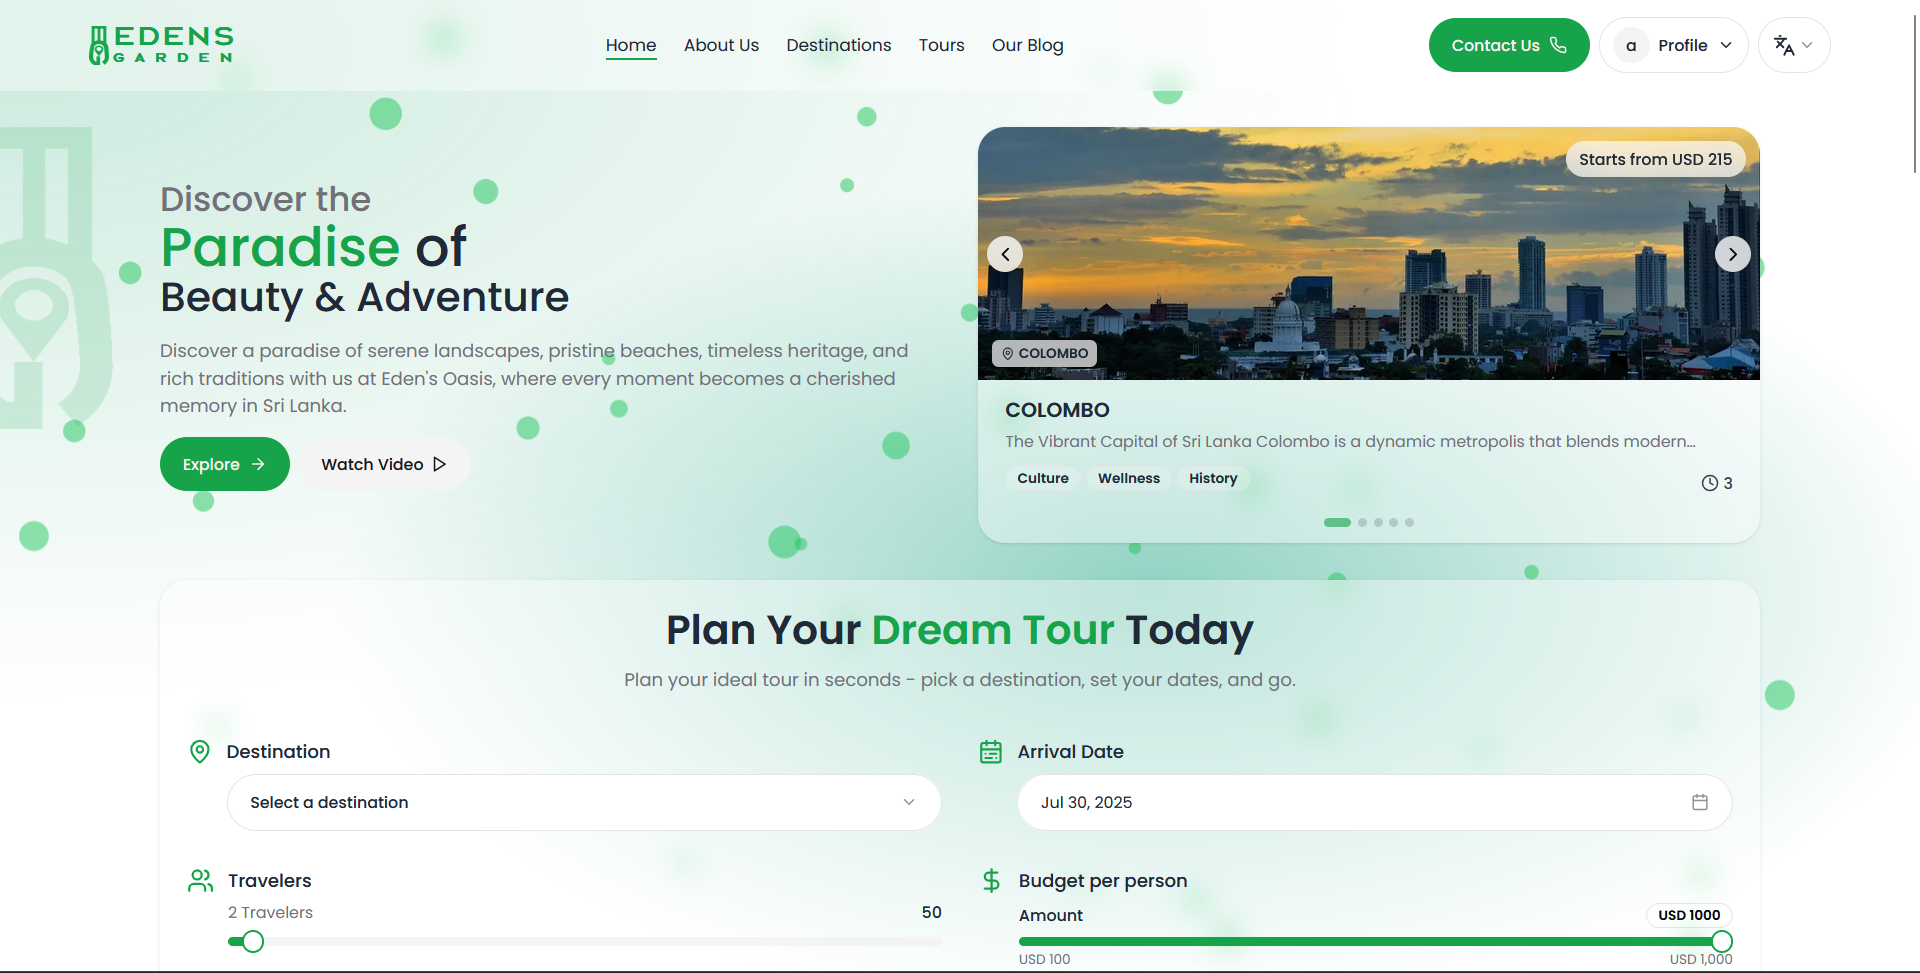 EDENS
GARDEN
Home
About Us
Destinations
Tours
Our Blog
Contact Us
a
Profile
Discover the
Paradise of
Beauty & Adventure
Discover a paradise of serene landscapes, pristine beaches, timeless heritage, and
rich traditions with us at Eden's Oasis, where every moment becomes a cherished
memory in Sri Lanka.
Explore
Watch Video
Starts from USD 215
COLOMBO
COLOMBO
The Vibrant Capital of Sri Lanka Colombo is a dynamic metropolis that blends modern...
Culture
Wellness
History
3
Plan Your Dream Tour Today
Plan your ideal tour in seconds - pick a destination, set your dates, and go.
Destination
Select a destination
Arrival Date
Jul 30, 2025
Travelers
2 Travelers
50
Budget per person
Amount
USD 1000
USD 100
USD 1,000